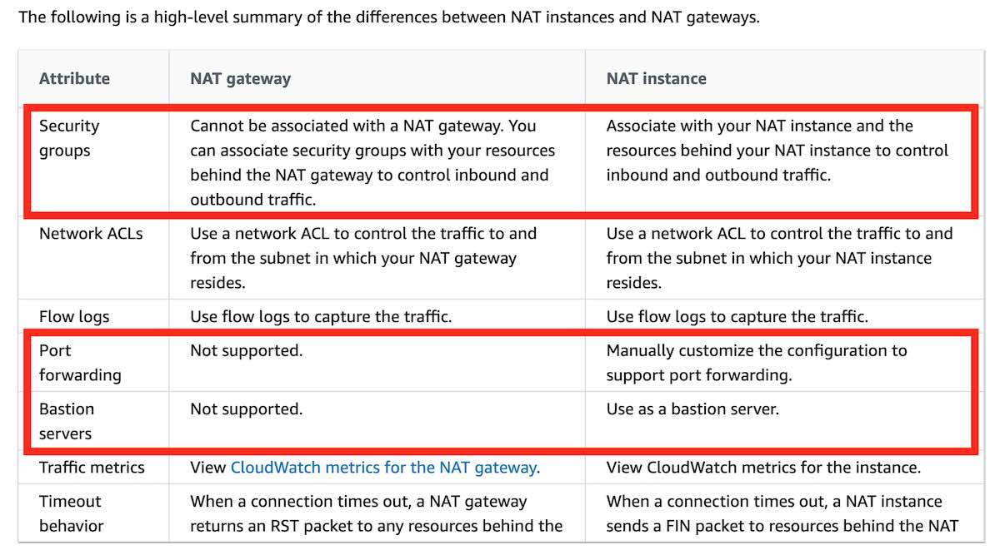 The following is a high-level summary of the differences between NAT instances and NAT gateways.
Attribute
NAT gateway
NAT instance
Security
groups
Cannot be associated with a NAT gateway. You
can associate security groups with your resources
behind the NAT gateway to control inbound and
outbound traffic.
Associate with your NAT instance and the
resources behind your NAT instance to control
inbound and outbound traffic.
Network ACLs
Use a network ACL to control the traffic to and
from the subnet in which your NAT gateway
resides.
Use a network ACL to control the traffic to and
from the subnet in which your NAT instance
resides.
Flow logs
Use flow logs to capture the traffic.
Use flow logs to capture the traffic.
Port
forwarding
Not supported.
Manually customize the configuration to
support port forwarding.
Bastion
servers
Not supported.
Use as a bastion server.
Traffic metrics
View CloudWatch metrics for the NAT gateway.
View CloudWatch metrics for the instance.
Timeout
behavior
When a connection times out, a NAT gateway
returns an RST packet to any resources behind the
When a connection times out, a NAT instance
sends a FIN packet to resources behind the NAT